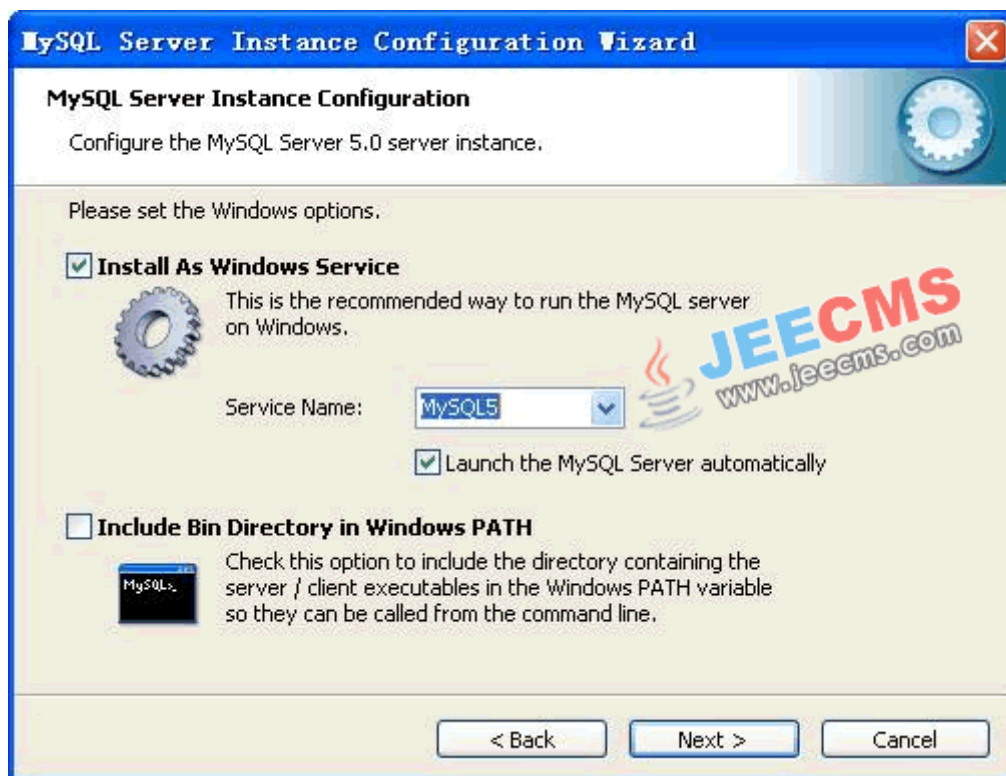 MySQL Server Instance Configuration Wizard
MySQL Server Instance Configuration
Configure the MySQL Server 5.0 server instance.
Please set the Windows options.
Install As Windows Service
This is the recommended way to run the MySQL server
on Windows.
JEECMS
www.jeecms.com
Service Name:
MySQL5
Launch the MySQL Server automatically
Include Bin Directory in Windows PATH
Check this option to include the directory containing the
server / client executables in the Windows PATH variable
so they can be called from the command line.
MySQL>_
< Back
Next >
Cancel